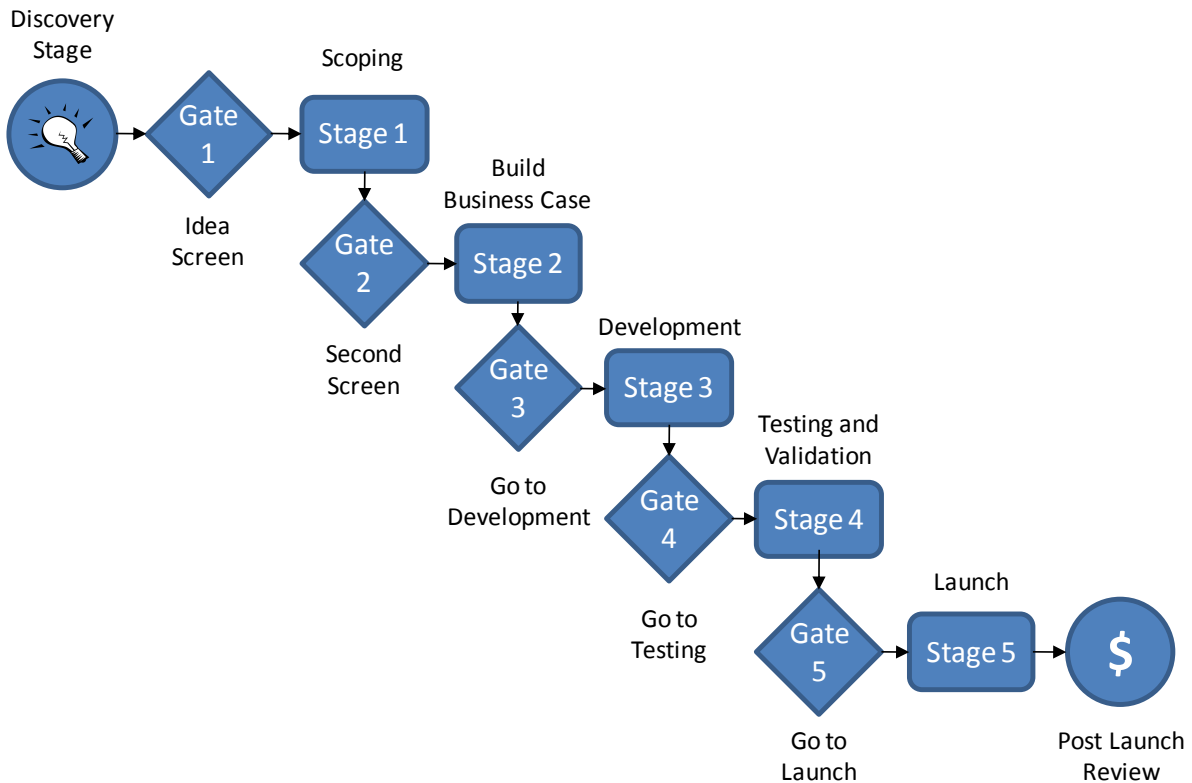 Discovery
Stage
Scoping
Gate
1
Stage 1
Idea
Screen
Build
Business Case
Gate
2
Stage 2
Second
Screen
Development
Gate
3
Stage 3
Go to
Development
Testing and
Validation
Gate
4
Stage 4
Go to
Testing
Launch
Gate
5
Stage 5
$
Go to
Launch
Post Launch
Review